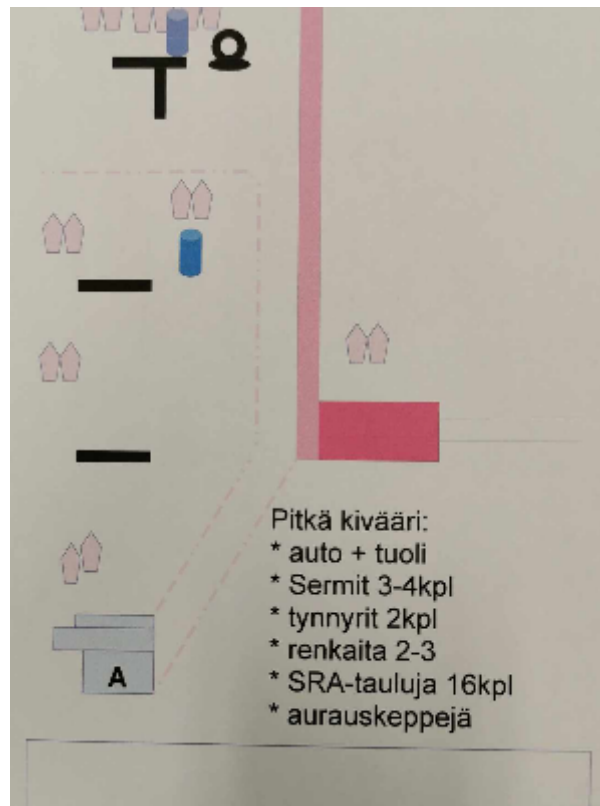 Pitkä kivääri:
* auto + tuoli
* Sermit 3-4kpl
* tynnyrit 2kpl
* renkaita 2-3
* SRA-tauluja 16kpl
* aurauskeppejä
A